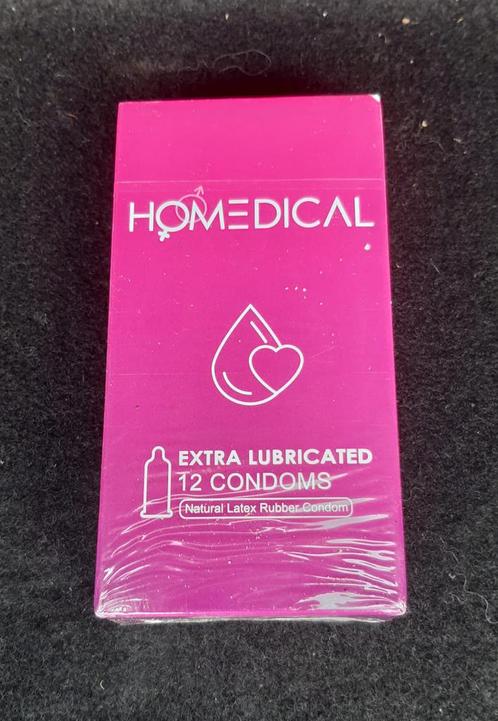 HOMEDICAL
EXTRA LUBRICATED
12 CONDOMS
Natural Latex Rubber Condom